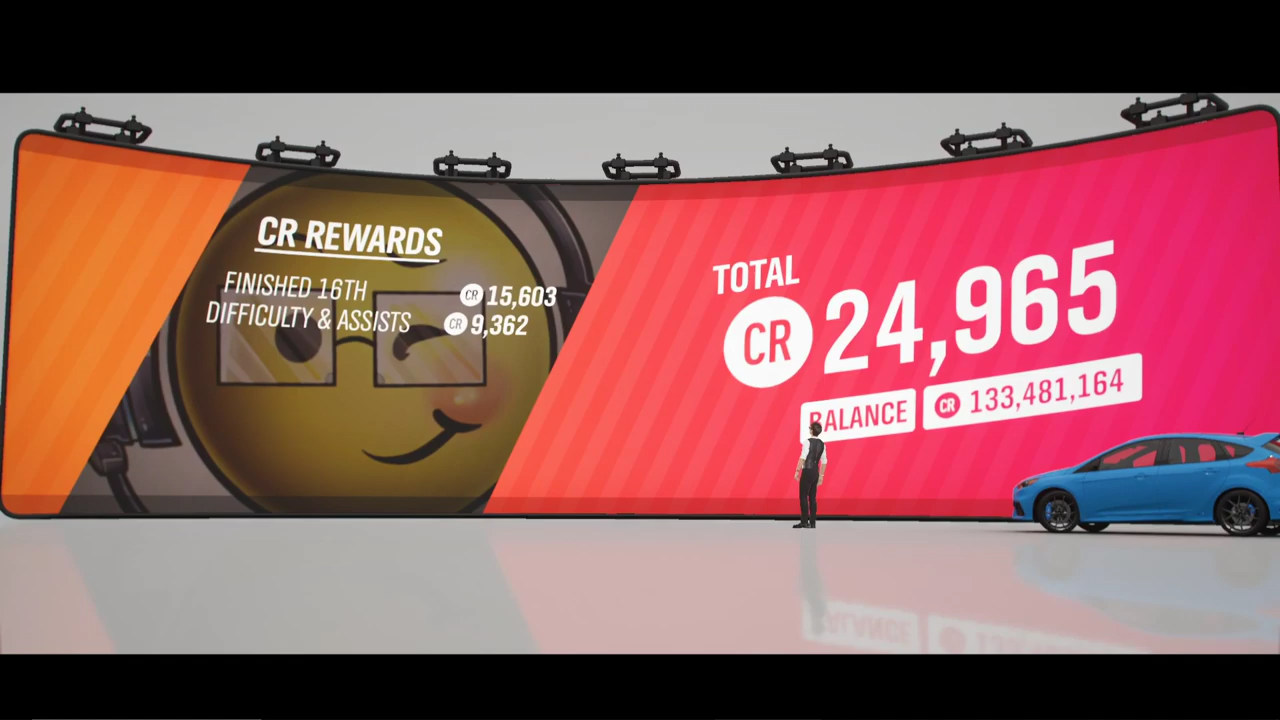 CR REWARDS
FINISHED 16TH CR 15,603
DIFFICULTY & ASSISTS CR 9,362
TOTAL
CR 24,965
BALANCE CR 133,481,164